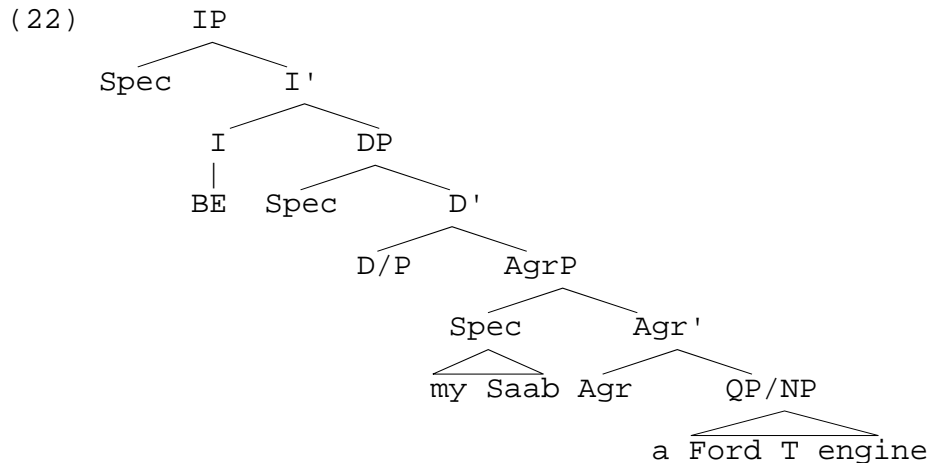 (22) IP
Spec I'
I DP
BE Spec D'
D/P AgrP
Spec Agr'
my Saab Agr QP/NP
a Ford T engine